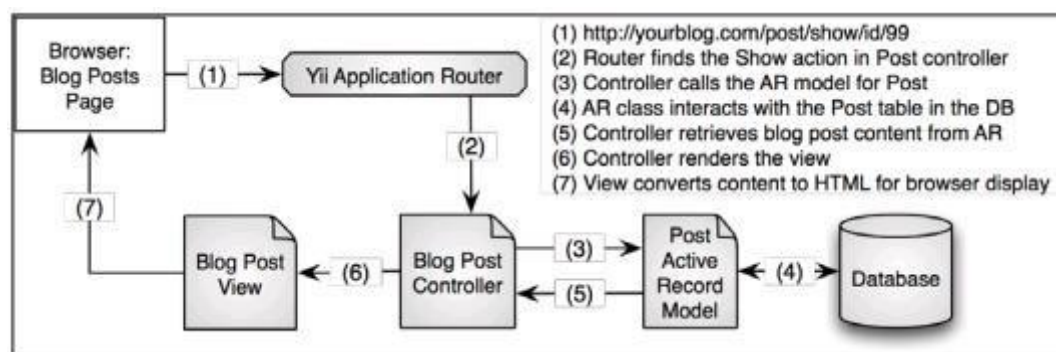 Browser:
Blog Posts
Page
(1)
Yii Application Router
(1) http://yourblog.com/post/show/id/99
(2) Router finds the Show action in Post controller
(3) Controller calls the AR model for Post
(4) AR class interacts with the Post table in the DB
(5) Controller retrieves blog post content from AR
(6) Controller renders the view
(7) View converts content to HTML for browser display
(2)
(7)
Blog Post
View
(6)
Blog Post
Controller
(3)
(5)
Post
Active
Record
Model
(4)
Database